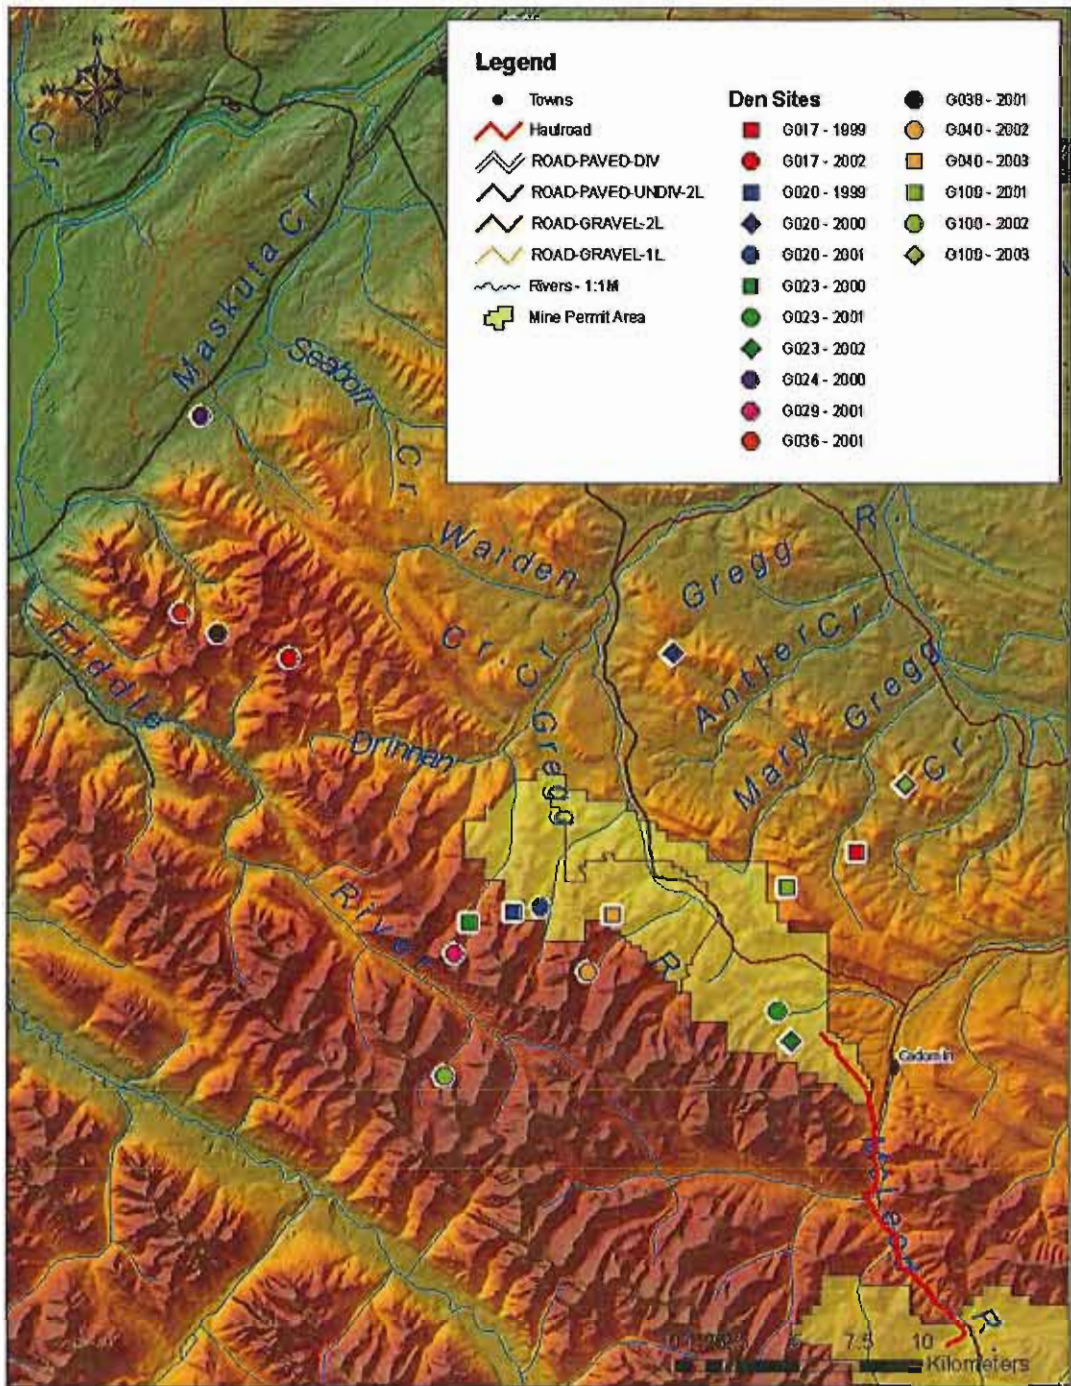 N
W
S
Legend
Towns
Haulroad
ROAD-PAVED-DIV
ROAD-PAVED-UNDIV-2L
ROAD-GRAVEL-2L
ROAD-GRAVEL-1L
Rivers - 1:1M
Mine Permit Area
Den Sites
G017 - 1999
G017 - 2002
G020 - 1999
G020 - 2000
G020 - 2001
G023 - 2000
G023 - 2001
G023 - 2002
G024 - 2000
G029 - 2001
G036 - 2001
G038 - 2001
G040 - 2002
G040 - 2003
G100 - 2001
G100 - 2002
G100 - 2003
Cr
Maskuta Cr
Seabolt Cr.
Warden Cr.
Gregg R.
Antler Cr.
Mary Gregg Cr.
Fiddle River
Drinnan Cr.
Gregg R.
Cadomin
R.
7.5 10
Kilometers